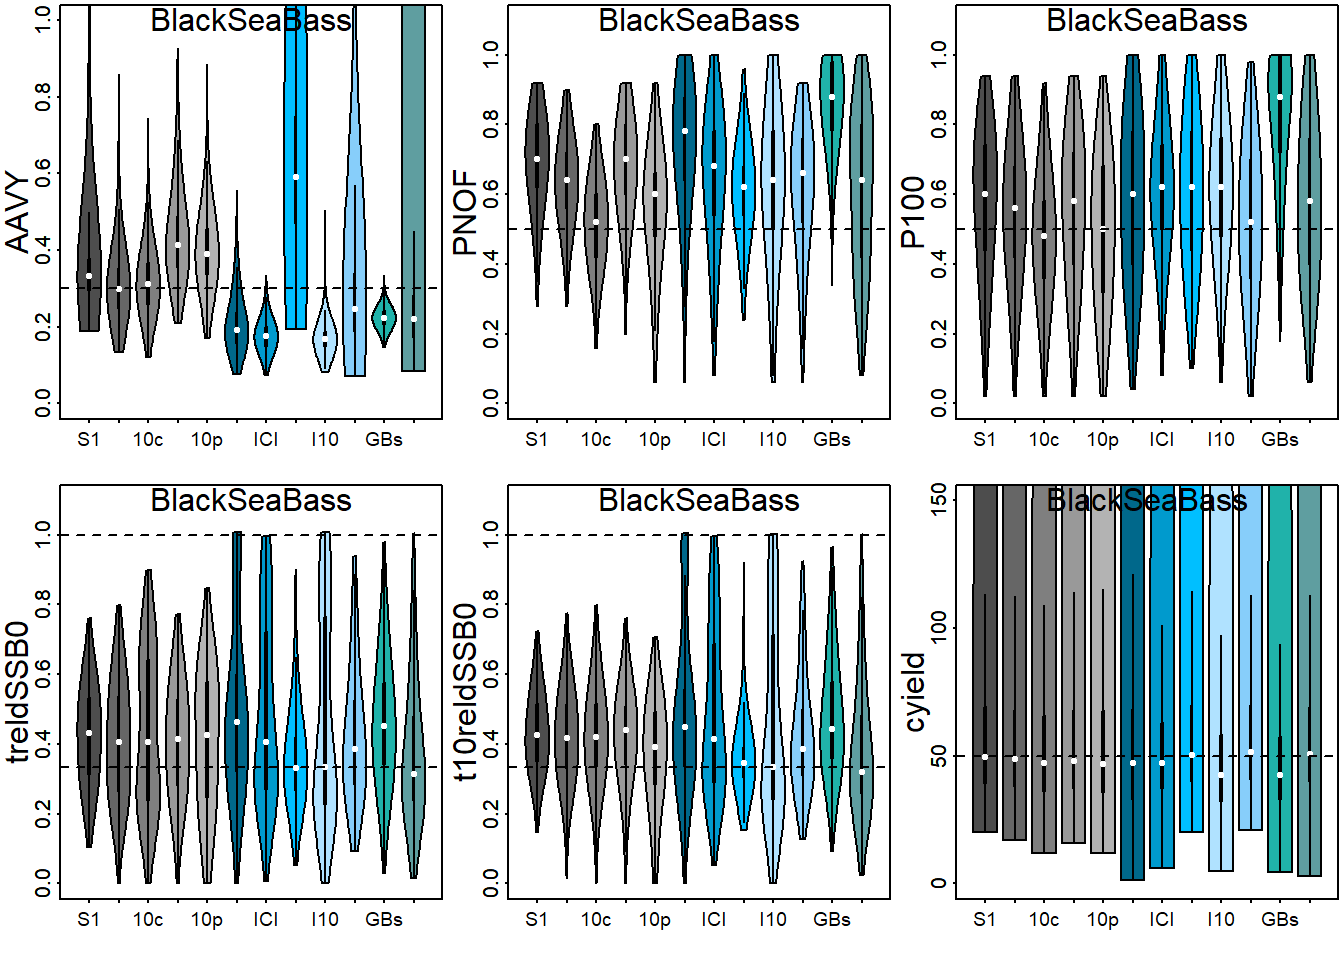 BlackSeaBass
AAVY
1.0
0.8
0.6
0.4
0.2
0.0
S1
10c
10p
ICI
I10
GBs
BlackSeaBass
PNOF
1.0
0.8
0.6
0.4
0.2
0.0
S1
10c
10p
ICI
I10
GBs
BlackSeaBass
P100
1.0
0.8
0.6
0.4
0.2
0.0
S1
10c
10p
ICI
I10
GBs
BlackSeaBass
treldSSB0
1.0
0.8
0.6
0.4
0.2
0.0
S1
10c
10p
ICI
I10
GBs
BlackSeaBass
t10reldSSB0
1.0
0.8
0.6
0.4
0.2
0.0
S1
10c
10p
ICI
I10
GBs
BlackSeaBass
cyield
150
100
50
0
S1
10c
10p
ICI
I10
GBs